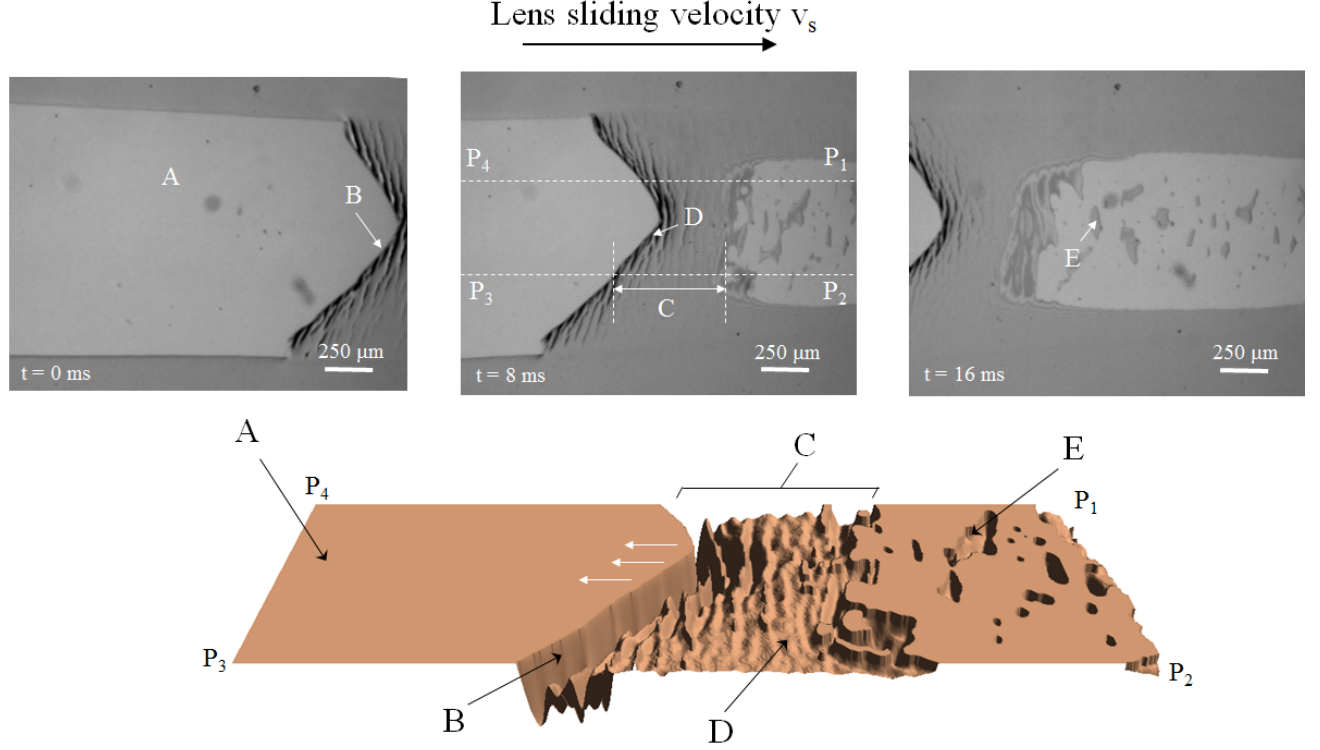 Lens sliding velocity vₛ
A
B
250 µm
t = 0 ms
P₄
P₁
D
P₃
P₂
C
250 µm
t = 8 ms
E
250 µm
t = 16 ms
A
C
E
P₄
P₁
P₃
P₂
B
D